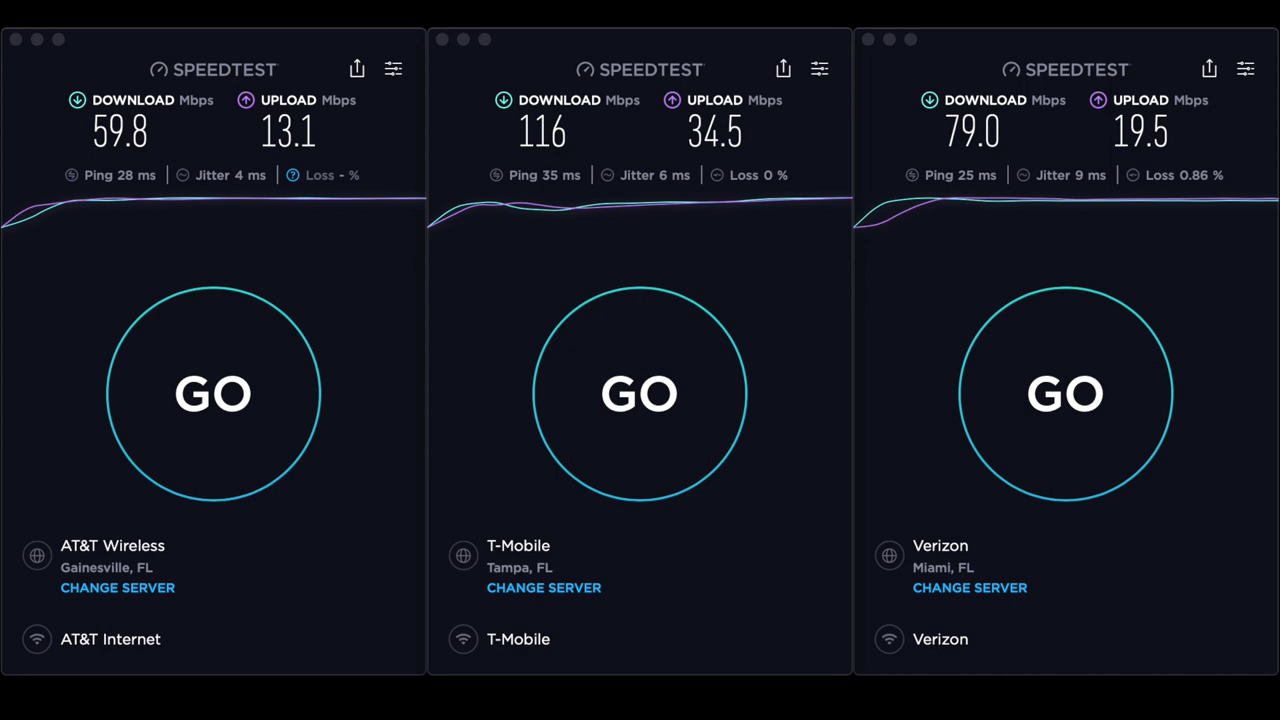 SPEEDTEST
DOWNLOAD Mbps
UPLOAD Mbps
59.8
13.1
Ping 28 ms
Jitter 4 ms
Loss - %
GO
AT&T Wireless
Gainesville, FL
CHANGE SERVER
AT&T Internet
SPEEDTEST
DOWNLOAD Mbps
UPLOAD Mbps
116
34.5
Ping 35 ms
Jitter 6 ms
Loss 0 %
GO
T-Mobile
Tampa, FL
CHANGE SERVER
T-Mobile
SPEEDTEST
DOWNLOAD Mbps
UPLOAD Mbps
79.0
19.5
Ping 25 ms
Jitter 9 ms
Loss 0.86 %
GO
Verizon
Miami, FL
CHANGE SERVER
Verizon